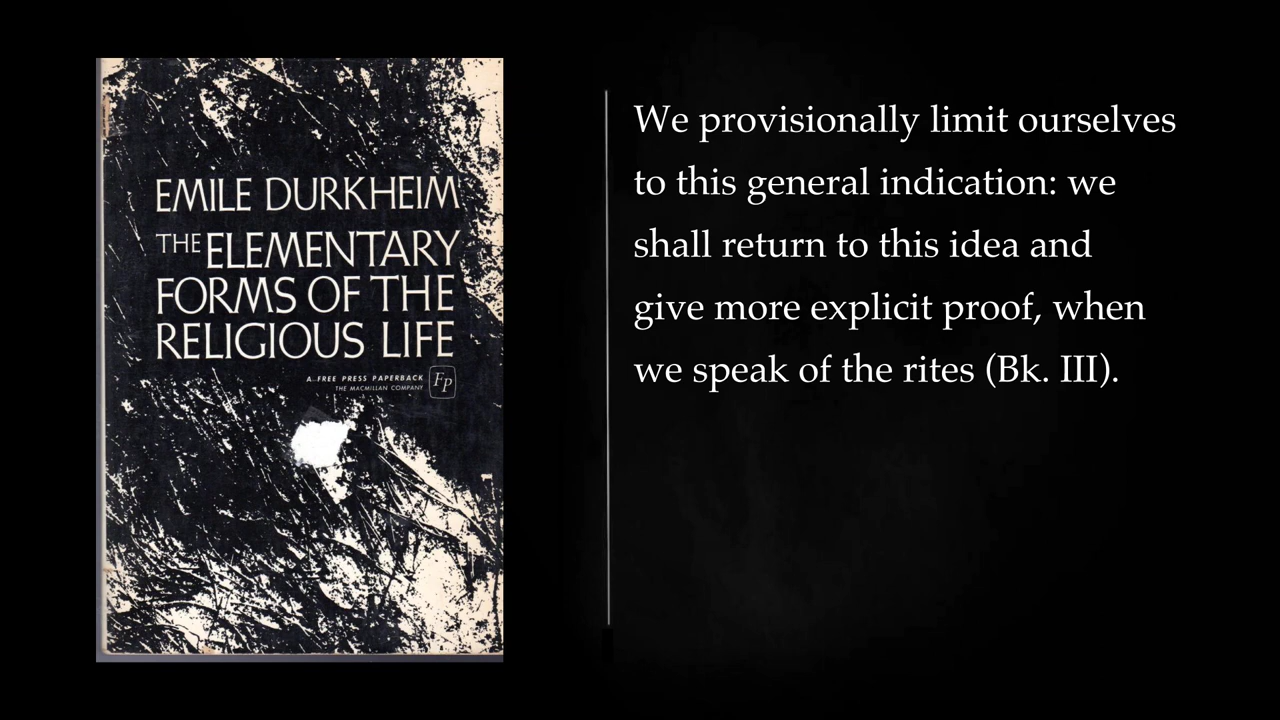 EMILE DURKHEIM
THE ELEMENTARY
FORMS OF THE
RELIGIOUS LIFE
A FREE PRESS PAPERBACK
THE MACMILLAN COMPANY
Fp
We provisionally limit ourselves
to this general indication: we
shall return to this idea and
give more explicit proof, when
we speak of the rites (Bk. III).